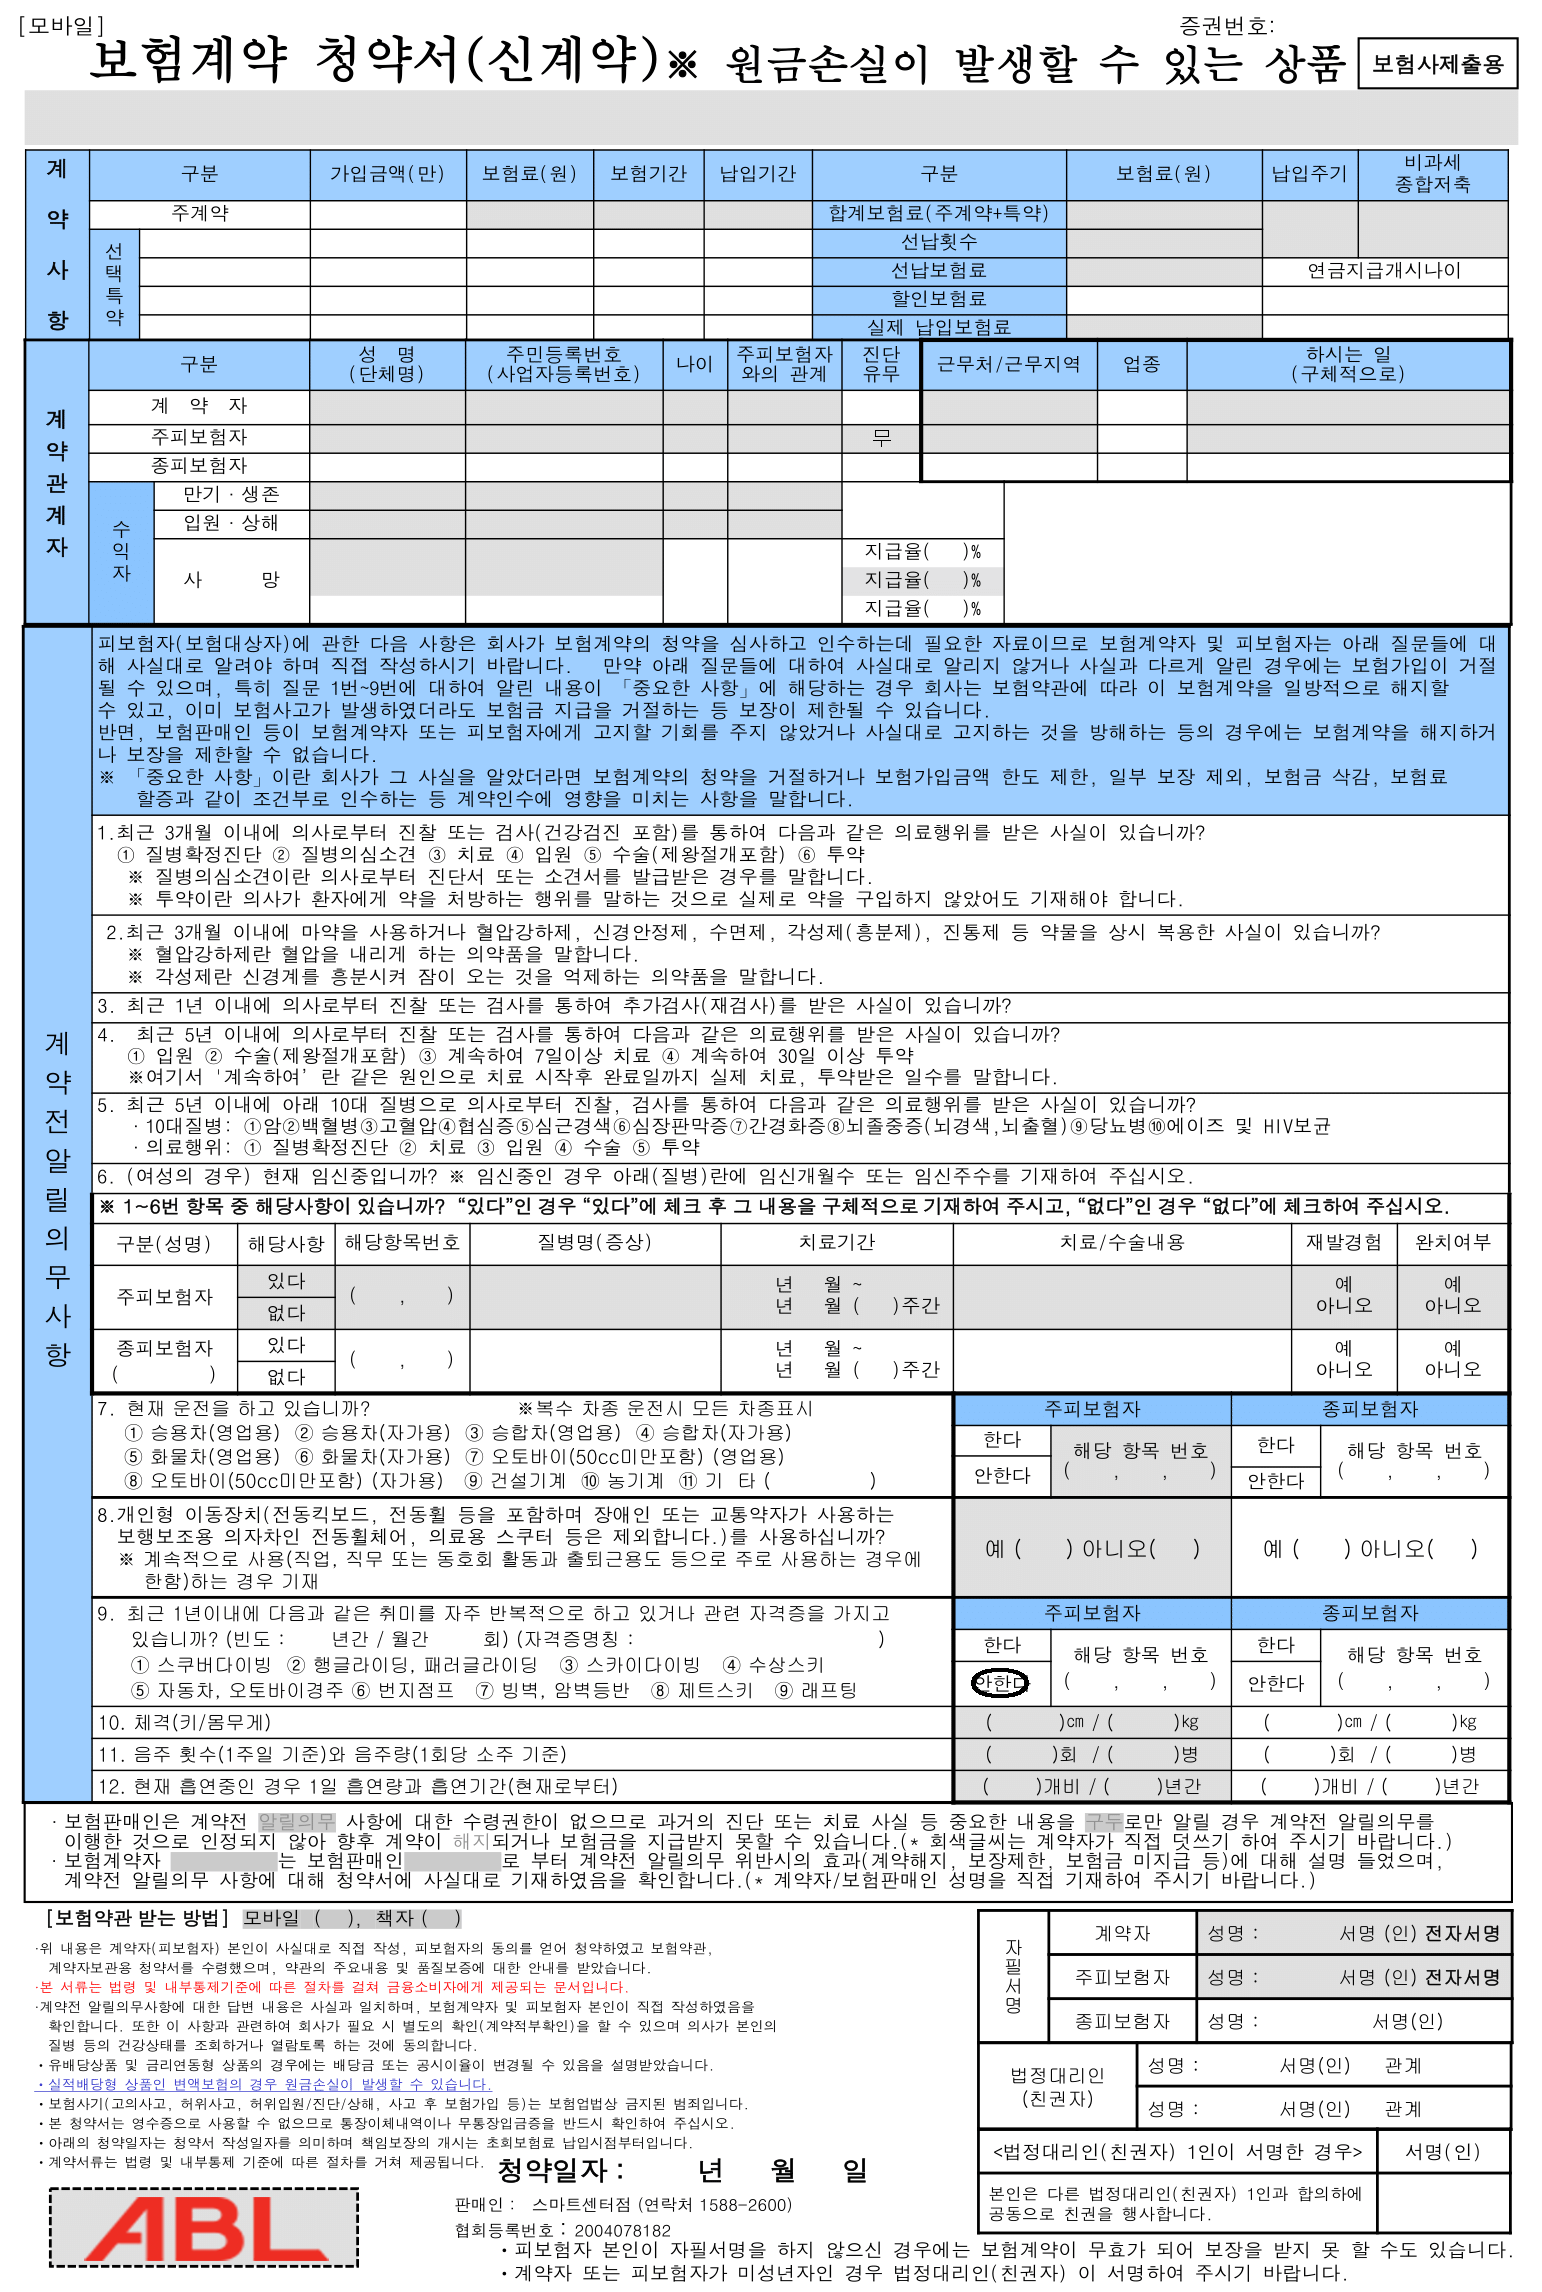 [모바일]
증권번호:
보험계약 청약서(신계약)※ 원금손실이 발생할 수 있는 상품
보험사제출용
계약사항
구분 가입금액(만) 보험료(원) 보험기간 납입기간 구분 보험료(원) 납입주기 비과세 종합저축
주계약 합계보험료(주계약+특약)
선택특약
선납횟수
선납보험료 연금지급개시나이
할인보험료
실제 납입보험료
계약관계자
구분 성 명 (단체명) 주민등록번호 (사업자등록번호) 나이 주피보험자와의 관계 진단유무 근무처/근무지역 업종 하시는 일 (구체적으로)
계 약 자
주피보험자 무
종피보험자
수익자
만기·생존
입원·상해
사 망
지급율( )%
지급율( )%
지급율( )%
계약전알릴의무사항
피보험자(보험대상자)에 관한 다음 사항은 회사가 보험계약의 청약을 심사하고 인수하는데 필요한 자료이므로 보험계약자 및 피보험자는 아래 질문들에 대
해 사실대로 알려야 하며 직접 작성하시기 바랍니다. 만약 아래 질문들에 대하여 사실대로 알리지 않거나 사실과 다르게 알린 경우에는 보험가입이 거절
될 수 있으며, 특히 질문 1번~9번에 대하여 알린 내용이 「중요한 사항」에 해당하는 경우 회사는 보험약관에 따라 이 보험계약을 일방적으로 해지할
수 있고, 이미 보험사고가 발생하였더라도 보험금 지급을 거절하는 등 보장이 제한될 수 있습니다.
반면, 보험판매인 등이 보험계약자 또는 피보험자에게 고지할 기회를 주지 않았거나 사실대로 고지하는 것을 방해하는 등의 경우에는 보험계약을 해지하거
나 보장을 제한할 수 없습니다.
※ 「중요한 사항」이란 회사가 그 사실을 알았더라면 보험계약의 청약을 거절하거나 보험가입금액 한도 제한, 일부 보장 제외, 보험금 삭감, 보험료
할증과 같이 조건부로 인수하는 등 계약인수에 영향을 미치는 사항을 말합니다.
1.최근 3개월 이내에 의사로부터 진찰 또는 검사(건강검진 포함)를 통하여 다음과 같은 의료행위를 받은 사실이 있습니까?
① 질병확정진단 ② 질병의심소견 ③ 치료 ④ 입원 ⑤ 수술(제왕절개포함) ⑥ 투약
※ 질병의심소견이란 의사로부터 진단서 또는 소견서를 발급받은 경우를 말합니다.
※ 투약이란 의사가 환자에게 약을 처방하는 행위를 말하는 것으로 실제로 약을 구입하지 않았어도 기재해야 합니다.
2.최근 3개월 이내에 마약을 사용하거나 혈압강하제, 신경안정제, 수면제, 각성제(흥분제), 진통제 등 약물을 상시 복용한 사실이 있습니까?
※ 혈압강하제란 혈압을 내리게 하는 의약품을 말합니다.
※ 각성제란 신경계를 흥분시켜 잠이 오는 것을 억제하는 의약품을 말합니다.
3. 최근 1년 이내에 의사로부터 진찰 또는 검사를 통하여 추가검사(재검사)를 받은 사실이 있습니까?
4. 최근 5년 이내에 의사로부터 진찰 또는 검사를 통하여 다음과 같은 의료행위를 받은 사실이 있습니까?
① 입원 ② 수술(제왕절개포함) ③ 계속하여 7일이상 치료 ④ 계속하여 30일 이상 투약
※여기서 '계속하여’ 란 같은 원인으로 치료 시작후 완료일까지 실제 치료, 투약받은 일수를 말합니다.
5. 최근 5년 이내에 아래 10대 질병으로 의사로부터 진찰, 검사를 통하여 다음과 같은 의료행위를 받은 사실이 있습니까?
·10대질병: ①암②백혈병③고혈압④협심증⑤심근경색⑥심장판막증⑦간경화증⑧뇌졸중증(뇌경색,뇌출혈)⑨당뇨병⑩에이즈 및 HIV보균
·의료행위: ① 질병확정진단 ② 치료 ③ 입원 ④ 수술 ⑤ 투약
6. (여성의 경우) 현재 임신중입니까? ※ 임신중인 경우 아래(질병)란에 임신개월수 또는 임신주수를 기재하여 주십시오.
※ 1~6번 항목 중 해당사항이 있습니까? “있다”인 경우 “있다”에 체크 후 그 내용을 구체적으로 기재하여 주시고, “없다”인 경우 “없다”에 체크하여 주십시오.
구분(성명) 해당사항 해당항목번호 질병명(증상) 치료기간 치료/수술내용 재발경험 완치여부
주피보험자 있다 없다 ( , ) 년 월 ~ 년 월 ( )주간 예 아니오 예 아니오
종피보험자 ( ) 있다 없다 ( , ) 년 월 ~ 년 월 ( )주간 예 아니오 예 아니오
7. 현재 운전을 하고 있습니까? ※복수 차종 운전시 모든 차종표시
① 승용차(영업용) ② 승용차(자가용) ③ 승합차(영업용) ④ 승합차(자가용)
⑤ 화물차(영업용) ⑥ 화물차(자가용) ⑦ 오토바이(50cc미만포함) (영업용)
⑧ 오토바이(50cc미만포함) (자가용) ⑨ 건설기계 ⑩ 농기계 ⑪ 기 타 ( )
주피보험자 종피보험자
한다 안한다 해당 항목 번호 ( , , ) 한다 안한다 해당 항목 번호 ( , , )
8.개인형 이동장치(전동킥보드, 전동휠 등을 포함하며 장애인 또는 교통약자가 사용하는
보행보조용 의자차인 전동휠체어, 의료용 스쿠터 등은 제외합니다.)를 사용하십니까?
※ 계속적으로 사용(직업, 직무 또는 동호회 활동과 출퇴근용도 등으로 주로 사용하는 경우에
한함)하는 경우 기재
예 ( ) 아니오( ) 예 ( ) 아니오( )
9. 최근 1년이내에 다음과 같은 취미를 자주 반복적으로 하고 있거나 관련 자격증을 가지고
있습니까? (빈도 : 년간 / 월간 회) (자격증명칭 : )
① 스쿠버다이빙 ② 행글라이딩, 패러글라이딩 ③ 스카이다이빙 ④ 수상스키
⑤ 자동차, 오토바이경주 ⑥ 번지점프 ⑦ 빙벽, 암벽등반 ⑧ 제트스키 ⑨ 래프팅
주피보험자 종피보험자
한다 안한다 해당 항목 번호 ( , , ) 한다 안한다 해당 항목 번호 ( , , )
10. 체격(키/몸무게) ( )cm / ( )kg ( )cm / ( )kg
11. 음주 횟수(1주일 기준)와 음주량(1회당 소주 기준) ( )회 / ( )병 ( )회 / ( )병
12. 현재 흡연중인 경우 1일 흡연량과 흡연기간(현재로부터) ( )개비 / ( )년간 ( )개비 / ( )년간
· 보험판매인은 계약전 알릴의무 사항에 대한 수령권한이 없으므로 과거의 진단 또는 치료 사실 등 중요한 내용을 구두로만 알릴 경우 계약전 알릴의무를
이행한 것으로 인정되지 않아 향후 계약이 해지되거나 보험금을 지급받지 못할 수 있습니다.(* 회색글씨는 계약자가 직접 덧쓰기 하여 주시기 바랍니다.)
· 보험계약자 는 보험판매인 로 부터 계약전 알릴의무 위반시의 효과(계약해지, 보장제한, 보험금 미지급 등)에 대해 설명 들었으며,
계약전 알릴의무 사항에 대해 청약서에 사실대로 기재하였음을 확인합니다.(* 계약자/보험판매인 성명을 직접 기재하여 주시기 바랍니다.)
[보험약관 받는 방법] 모바일 ( ), 책자 ( )
·위 내용은 계약자(피보험자) 본인이 사실대로 직접 작성, 피보험자의 동의를 얻어 청약하였고 보험약관,
계약자보관용 청약서를 수령했으며, 약관의 주요내용 및 품질보증에 대한 안내를 받았습니다.
·본 서류는 법령 및 내부통제기준에 따른 절차를 걸쳐 금융소비자에게 제공되는 문서입니다.
·계약전 알릴의무사항에 대한 답변 내용은 사실과 일치하며, 보험계약자 및 피보험자 본인이 직접 작성하였음을
확인합니다. 또한 이 사항과 관련하여 회사가 필요 시 별도의 확인(계약적부확인)을 할 수 있으며 의사가 본인의
질병 등의 건강상태를 조회하거나 열람토록 하는 것에 동의합니다.
• 유배당상품 및 금리연동형 상품의 경우에는 배당금 또는 공시이율이 변경될 수 있음을 설명받았습니다.
• 실적배당형 상품인 변액보험의 경우 원금손실이 발생할 수 있습니다.
• 보험사기(고의사고, 허위사고, 허위입원/진단/상해, 사고 후 보험가입 등)는 보험업법상 금지된 범죄입니다.
• 본 청약서는 영수증으로 사용할 수 없으므로 통장이체내역이나 무통장입금증을 반드시 확인하여 주십시오.
• 아래의 청약일자는 청약서 작성일자를 의미하며 책임보장의 개시는 초회보험료 납입시점부터입니다.
• 계약서류는 법령 및 내부통제 기준에 따른 절차를 거쳐 제공됩니다.
자필서명
계약자 성명 : 서명 (인) 전자서명
주피보험자 성명 : 서명 (인) 전자서명
종피보험자 성명 : 서명(인)
법정대리인 (친권자)
성명 : 서명(인) 관계
성명 : 서명(인) 관계
<법정대리인(친권자) 1인이 서명한 경우> 서명(인)
본인은 다른 법정대리인(친권자) 1인과 합의하에
공동으로 친권을 행사합니다.
청약일자 : 년 월 일
ABL
판매인 : 스마트센터점 (연락처 1588-2600)
협회등록번호 : 2004078182
• 피보험자 본인이 자필서명을 하지 않으신 경우에는 보험계약이 무효가 되어 보장을 받지 못 할 수도 있습니다.
• 계약자 또는 피보험자가 미성년자인 경우 법정대리인(친권자) 이 서명하여 주시기 바랍니다.